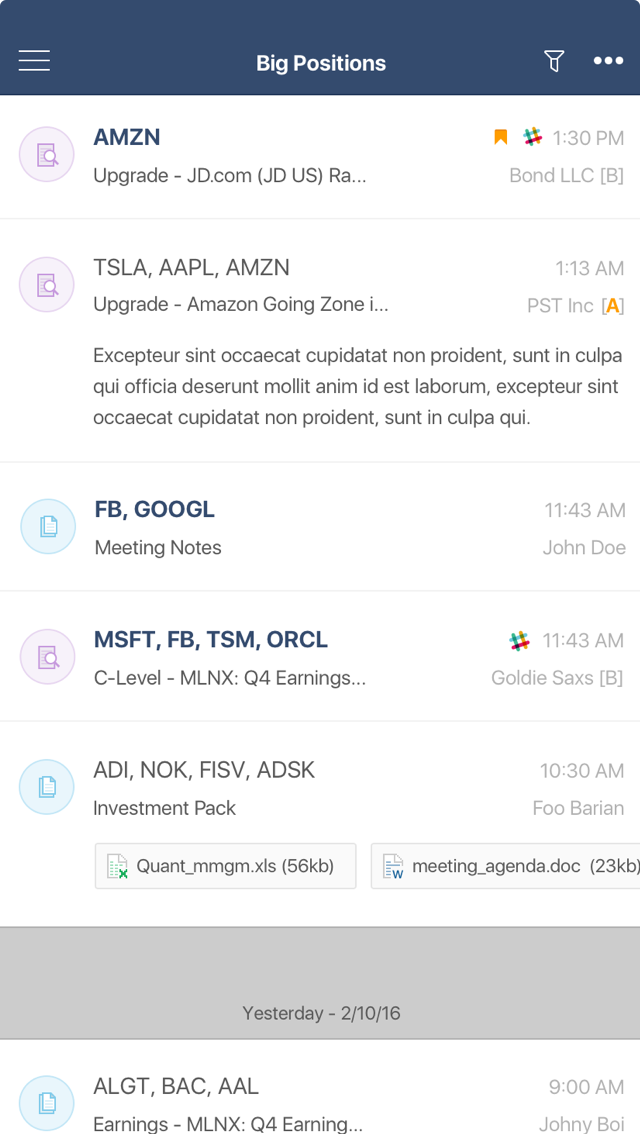 Big Positions
AMZN
1:30 PM
Upgrade - JD.com (JD US) Ra...
Bond LLC [B]
TSLA, AAPL, AMZN
1:13 AM
Upgrade - Amazon Going Zone i...
PST Inc [A]
Excepteur sint occaecat cupidatat non proident, sunt in culpa
qui officia deserunt mollit anim id est laborum, excepteur sint
occaecat cupidatat non proident, sunt in culpa qui.
FB, GOOGL
11:43 AM
Meeting Notes
John Doe
MSFT, FB, TSM, ORCL
11:43 AM
C-Level - MLNX: Q4 Earnings...
Goldie Saxs [B]
ADI, NOK, FISV, ADSK
10:30 AM
Investment Pack
Foo Barian
Quant_mmgm.xls (56kb)
meeting_agenda.doc (23kb)
Yesterday - 2/10/16
ALGT, BAC, AAL
9:00 AM
Earnings - MLNX: Q4 Earning...
Johny Boi